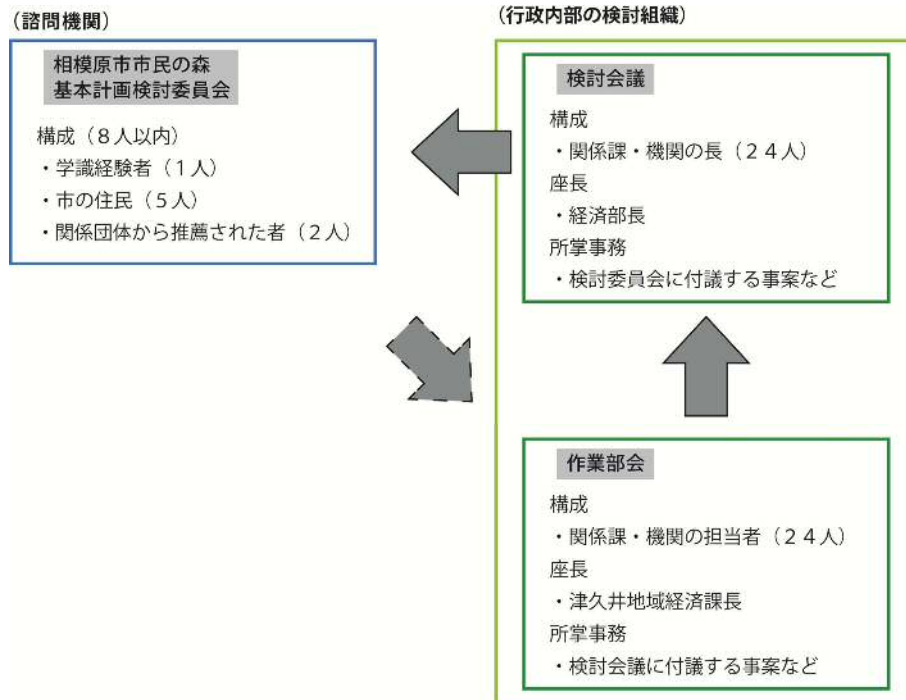 (諮問機関)
相模原市市民の森
基本計画検討委員会
構成(8人以内)
・学識経験者(1人)
・市の住民(5人)
・関係団体から推薦された者(2人)
(行政内部の検討組織)
検討会議
構成
・関係課・機関の長(24人)
座長
・経済部長
所掌事務
・検討委員会に付議する事案など
作業部会
構成
・関係課・機関の担当者(24人)
座長
・津久井地域経済課長
所掌事務
・検討会議に付議する事案など